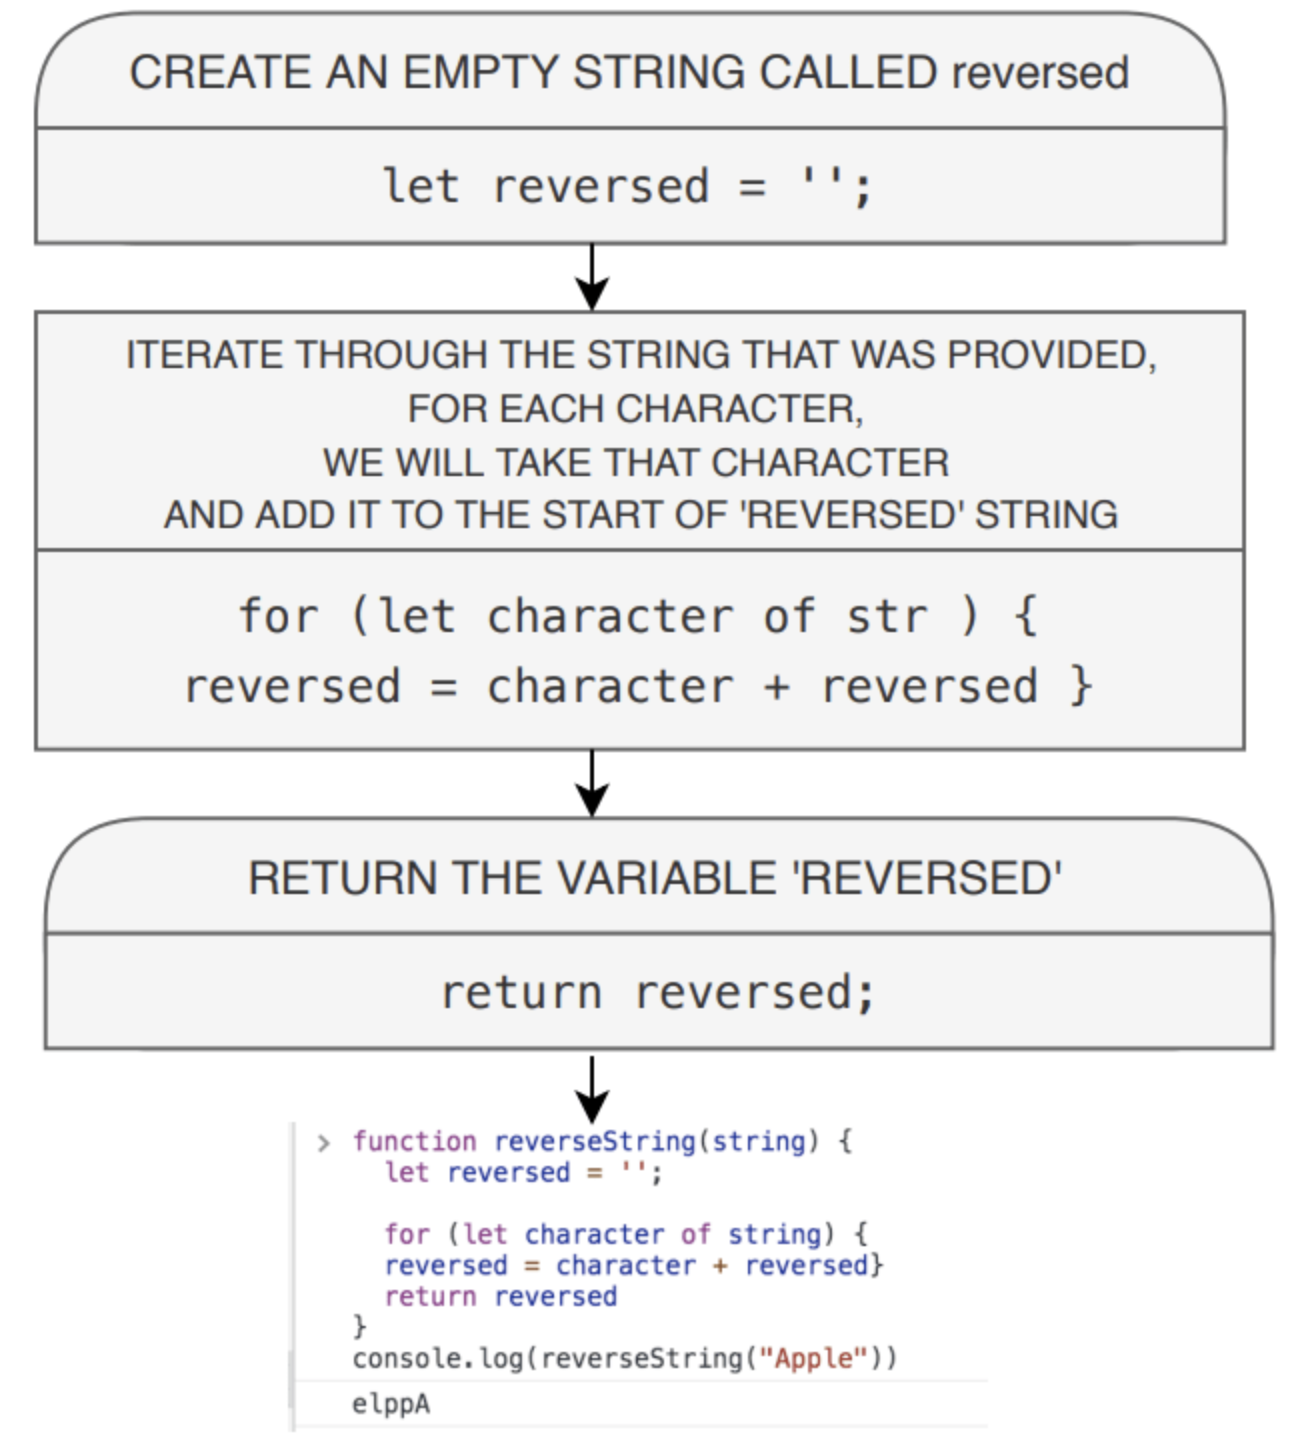 CREATE AN EMPTY STRING CALLED reversed
let reversed = '';
ITERATE THROUGH THE STRING THAT WAS PROVIDED,
FOR EACH CHARACTER,
WE WILL TAKE THAT CHARACTER
AND ADD IT TO THE START OF 'REVERSED' STRING
for (let character of str ) {
reversed = character + reversed }
RETURN THE VARIABLE 'REVERSED'
return reversed;
> function reverseString(string) {
let reversed = '';
for (let character of string) {
reversed = character + reversed}
return reversed
}
console.log(reverseString("Apple"))
elppA